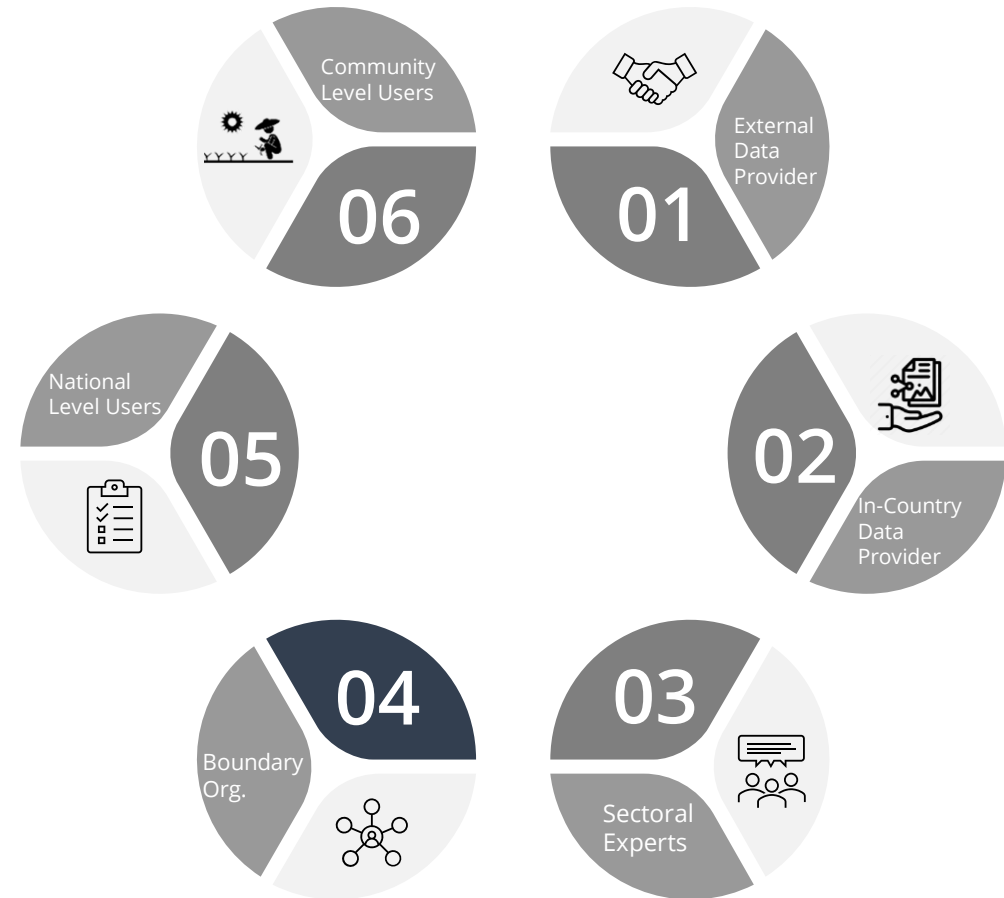 Community
Level Users
06
External
Data
Provider
01
National
Level Users
05
02
In-Country
Data
Provider
04
Boundary
Org.
03
Sectoral
Experts